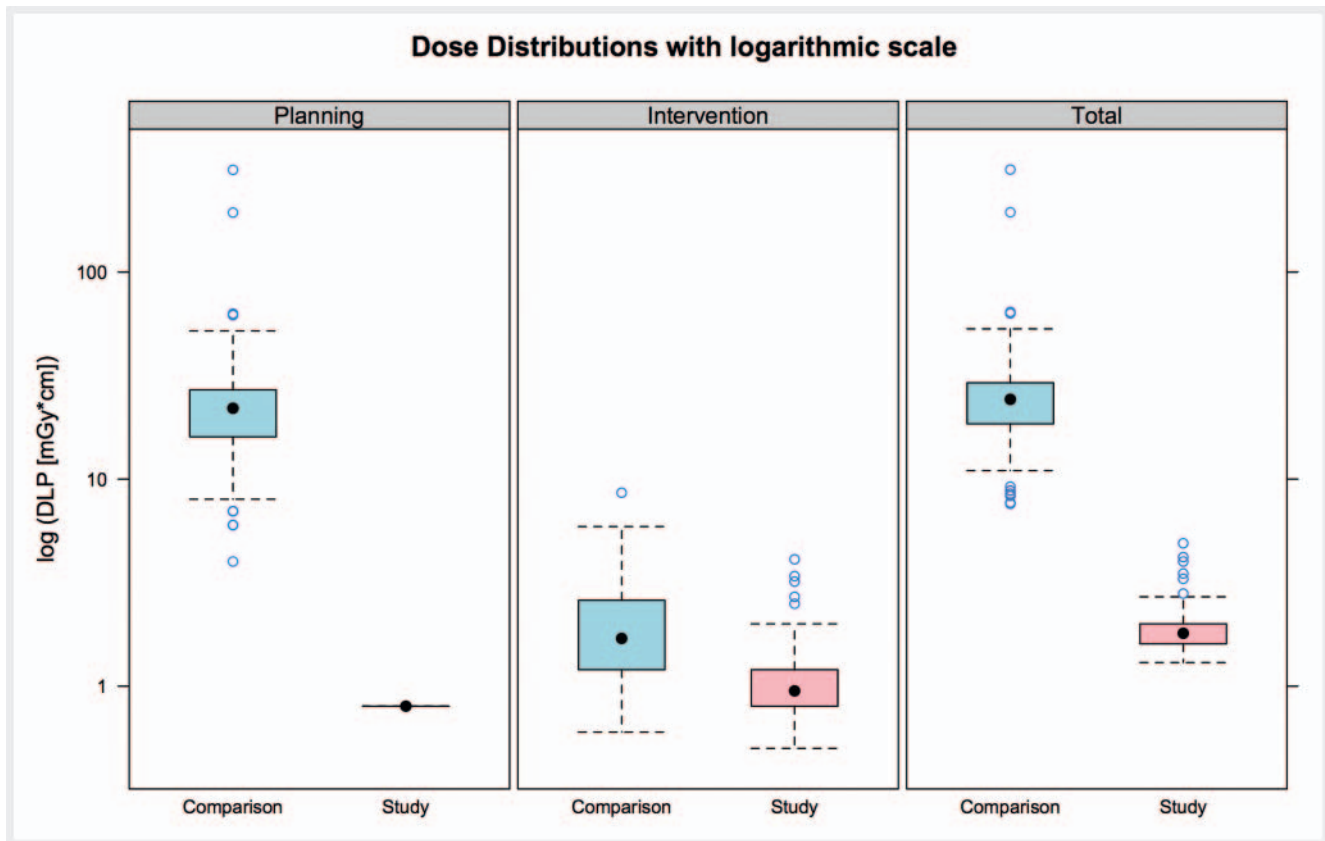 Dose Distributions with logarithmic scale
Planning Intervention Total
100
10
1
log (DLP [mGy*cm])
Comparison Study Comparison Study Comparison Study